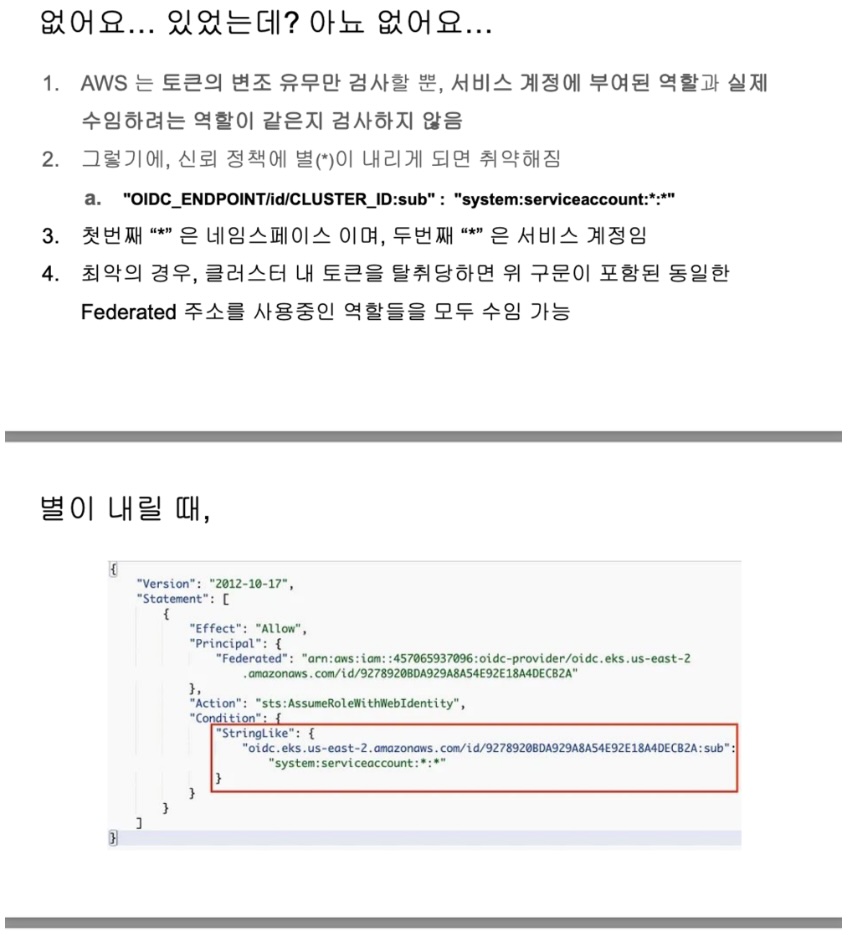 없어요... 있었는데? 아뇨 없어요...
1. AWS 는 토큰의 변조 유무만 검사할 뿐, 서비스 계정에 부여된 역할과 실제
수임하려는 역할이 같은지 검사하지 않음
2. 그렇기에, 신뢰 정책에 별(*)이 내리게 되면 취약해짐
a. "OIDC_ENDPOINT/id/CLUSTER_ID:sub" : "system:serviceaccount:*:*"
3. 첫번째 “*” 은 네임스페이스 이며, 두번째 “*” 은 서비스 계정임
4. 최악의 경우, 클러스터 내 토큰을 탈취당하면 위 구문이 포함된 동일한
Federated 주소를 사용중인 역할들을 모두 수임 가능
별이 내릴 때,
{
"Version": "2012-10-17",
"Statement": [
{
"Effect": "Allow",
"Principal": {
"Federated": "arn:aws:iam::457065937096:oidc-provider/oidc.eks.us-east-2
.amazonaws.com/id/9278920BDA929A8A54E92E18A4DECB2A"
},
"Action": "sts:AssumeRoleWithWebIdentity",
"Condition": {
"StringLike": {
"oidc.eks.us-east-2.amazonaws.com/id/9278920BDA929A8A54E92E18A4DECB2A:sub":
"system:serviceaccount:*:*"
}
}
}
]
}